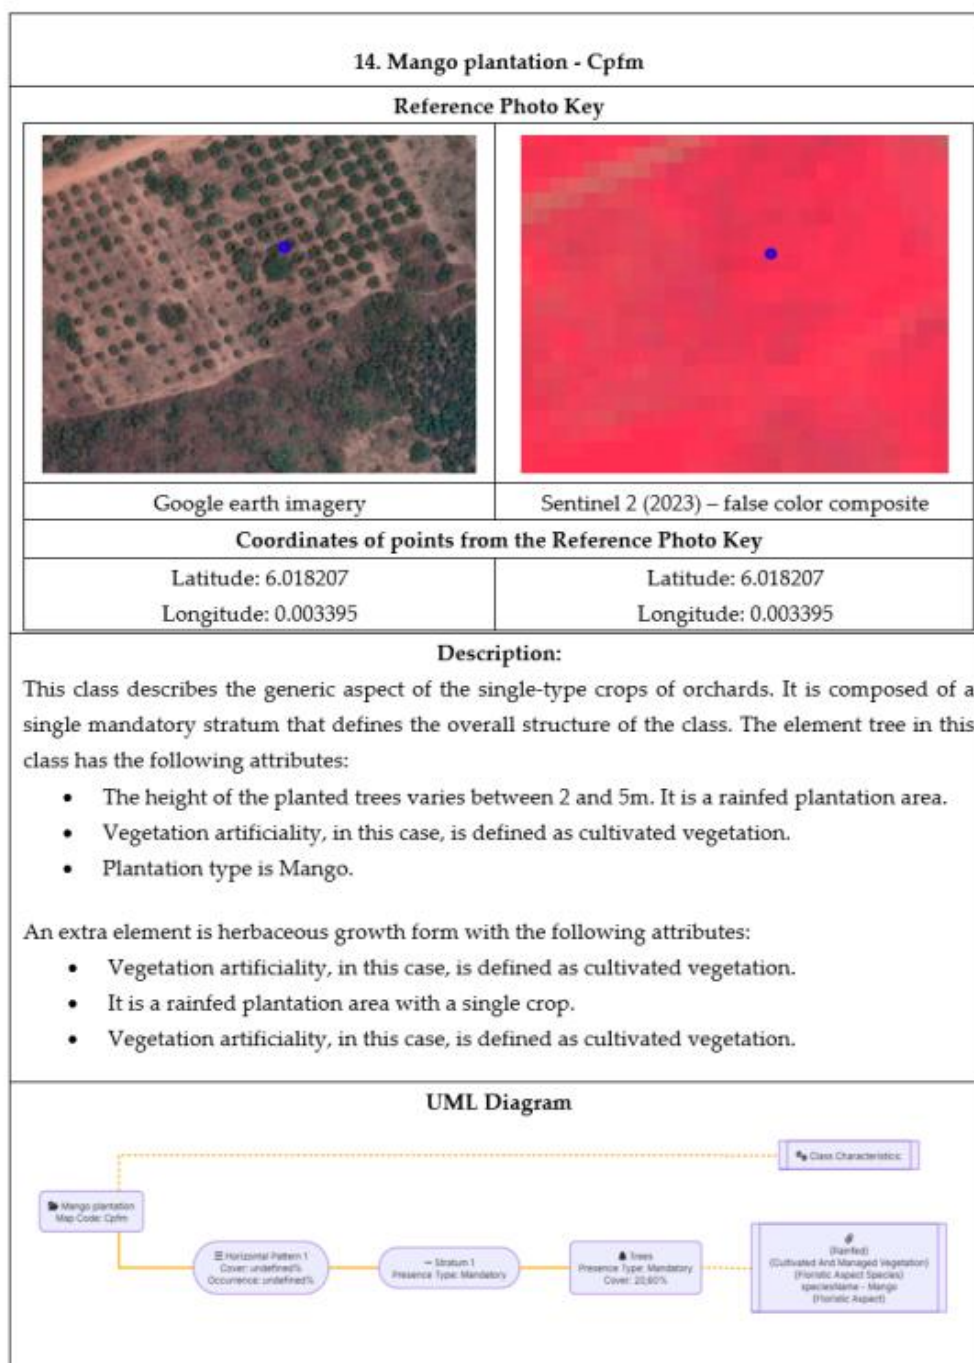 14. Mango plantation - Cpfm
Reference Photo Key
Google earth imagery
Sentinel 2 (2023) – false color composite
Coordinates of points from the Reference Photo Key
Latitude: 6.018207
Longitude: 0.003395
Latitude: 6.018207
Longitude: 0.003395
Description:
This class describes the generic aspect of the single-type crops of orchards. It is composed of a
single mandatory stratum that defines the overall structure of the class. The element tree in this
class has the following attributes:
• The height of the planted trees varies between 2 and 5m. It is a rainfed plantation area.
• Vegetation artificiality, in this case, is defined as cultivated vegetation.
• Plantation type is Mango.
An extra element is herbaceous growth form with the following attributes:
• Vegetation artificiality, in this case, is defined as cultivated vegetation.
• It is a rainfed plantation area with a single crop.
• Vegetation artificiality, in this case, is defined as cultivated vegetation.
UML Diagram
Class Characteristics
Mango plantation
Map Code: Cpfm
Horizontal Pattern 1
Cover: undefined%
Occurrence: undefined%
Stratum 1
Presence Type: Mandatory
Trees
Presence Type: Mandatory
Cover: 20,80%
(Rainfed)
(Cultivated And Managed Vegetation)
(Floristic Aspect Species)
speciesName - Mango
(Floristic Aspect)